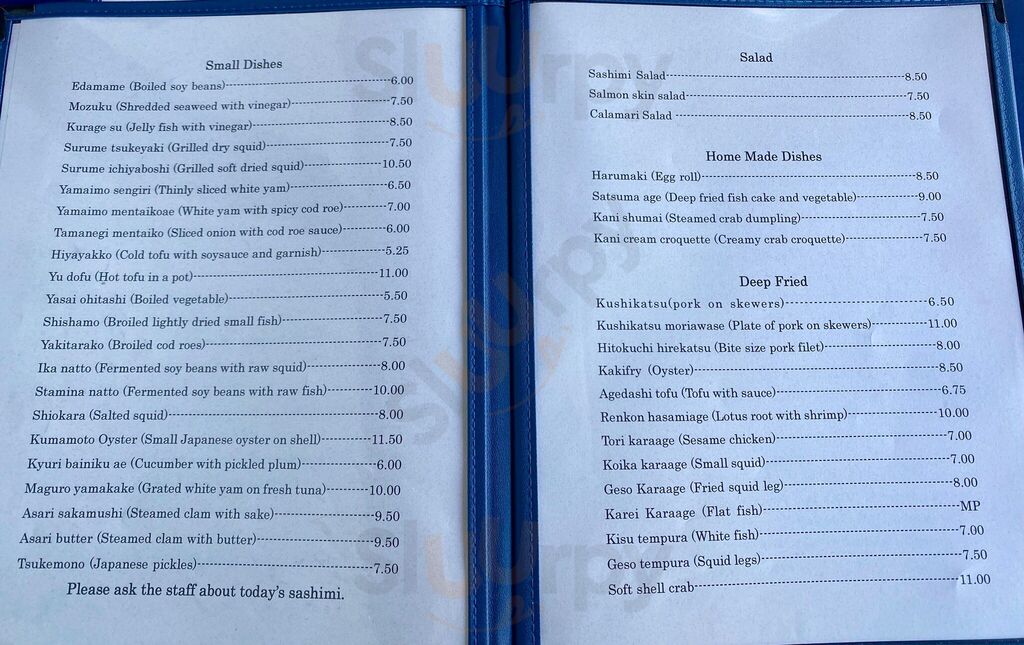 Small Dishes
Edamame (Boiled soy beans)--------------------6.00
Mozuku (Shredded seaweed with vinegar)--------------------7.50
Kurage su (Jelly fish with vinegar)--------------------8.50
Surume tsukeyaki (Grilled dry squid)--------------------7.50
Surume ichiyaboshi (Grilled soft dried squid)--------------------10.50
Yamaimo sengiri (Thinly sliced white yam)--------------------6.50
Yamaimo mentaikoae (White yam with spicy cod roe)----------7.00
Tamanegi mentaiko (Sliced onion with cod roe sauce)----------6.00
Hiyayakko (Cold tofu with soysauce and garnish)--------------5.25
Yu dofu (Hot tofu in a pot)--------------------11.00
Yasai ohitashi (Boiled vegetable)--------------------5.50
Shishamo (Broiled lightly dried small fish)--------------------7.50
Yakitarako (Broiled cod roes)--------------------7.50
Ika natto (Fermented soy beans with raw squid)---------------8.00
Stamina natto (Fermented soy beans with raw fish)----------10.00
Shiokara (Salted squid)--------------------8.00
Kumamoto Oyster (Small Japanese oyster on shell)----------11.50
Kyuri bainiku ae (Cucumber with pickled plum)---------------6.00
Maguro yamakake (Grated white yam on fresh tuna)---------10.00
Asari sakamushi (Steamed clam with sake)--------------------9.50
Asari butter (Steamed clam with butter)--------------------9.50
Tsukemono (Japanese pickles)--------------------7.50
Please ask the staff about today's sashimi.
Salad
Sashimi Salad--------------------8.50
Salmon skin salad--------------------7.50
Calamari Salad --------------------8.50
Home Made Dishes
Harumaki (Egg roll)--------------------8.50
Satsuma age (Deep fried fish cake and vegetable)------------9.00
Kani shumai (Steamed crab dumpling)--------------------7.50
Kani cream croquette (Creamy crab croquette)---------------7.50
Deep Fried
Kushikatsu(pork on skewers)--------------------6.50
Kushikatsu moriawase (Plate of pork on skewers)-----------11.00
Hitokuchi hirekatsu (Bite size pork filet)--------------------8.00
Kakifry (Oyster)--------------------8.50
Agedashi tofu (Tofu with sauce)--------------------6.75
Renkon hasamiage (Lotus root with shrimp)----------------10.00
Tori karaage (Sesame chicken)--------------------7.00
Koika karaage (Small squid)--------------------7.00
Geso Karaage (Fried squid leg)--------------------8.00
Karei Karaage (Flat fish)--------------------MP
Kisu tempura (White fish)--------------------7.00
Geso tempura (Squid legs)--------------------7.50
Soft shell crab--------------------11.00
sluurpy
sluurpy
sluurpy